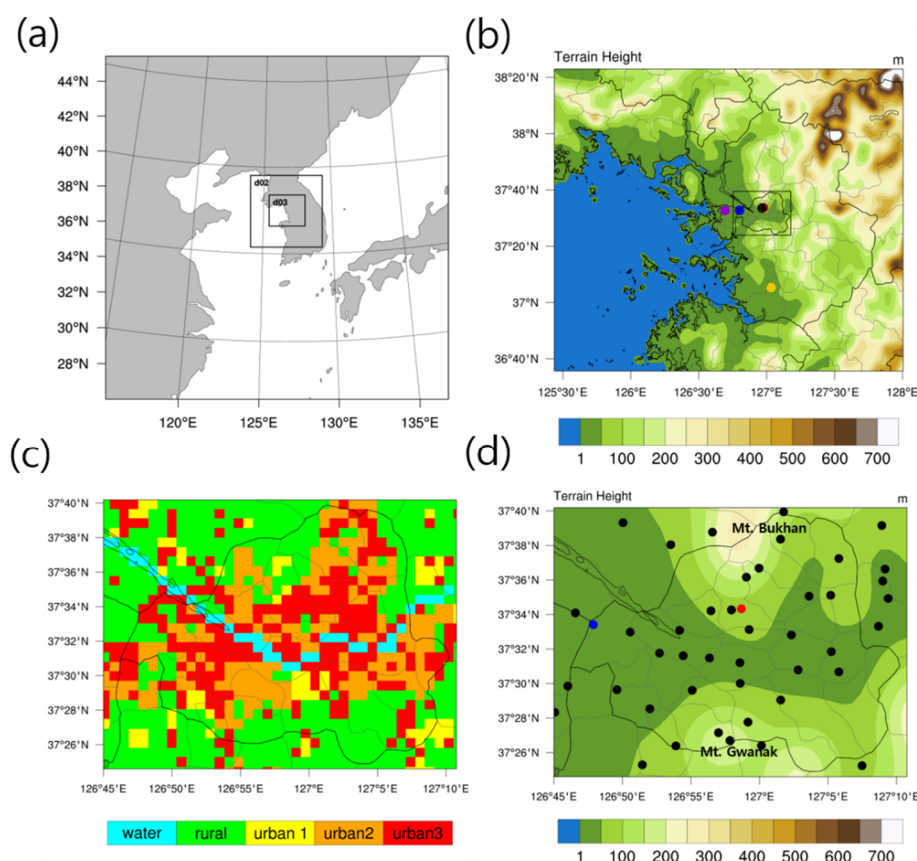 (a)
44°N
42°N
40°N
38°N
36°N
34°N
32°N
30°N
28°N
d02
d03
120°E
125°E
130°E
135°E
(b)
Terrain Height
m
38°20'N
38°N
37°40'N
37°20'N
37°N
36°40'N
125°50'E
126°E
126°30'E
127°E
127°30'E
128°E
1
100
200
300
400
500
600
700
(c)
37°40'N
37°38'N
37°36'N
37°34'N
37°32'N
37°30'N
37°28'N
37°26'N
126°45'E
126°50'E
126°55'E
127°E
127°5'E
127°10'E
water
rural
urban 1
urban2
urban3
(d)
Terrain Height
m
37°40'N
37°38'N
37°36'N
37°34'N
37°32'N
37°30'N
37°28'N
37°26'N
Mt. Bukhan
Mt. Gwanak
126°45'E
126°50'E
126°55'E
127°E
127°5'E
127°10'E
1
100
200
300
400
500
600
700